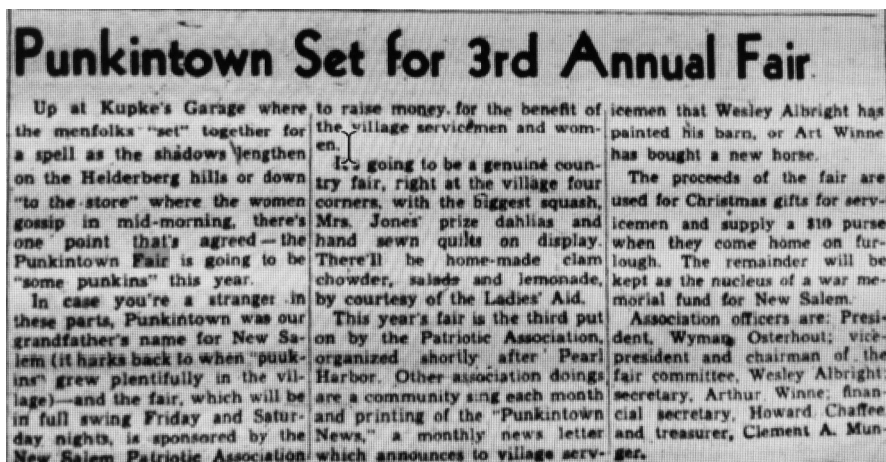 Punkintown Set for 3rd Annual Fair
Up at Kupke's Garage where
the menfolks "set" together for
a spell as the shadows lengthen
on the Helderberg hills or down
"to the store" where the women
gossip in mid-morning, there's
one point that's agreed—the
Punkintown Fair is going to be
"some punkins" this year.
In case you're a stranger in
these parts, Punkintown was our
grandfather's name for New Sa-
lem (it harks back to when "puuk-
ins" grew plentifully in the vil-
lage)—and the fair, which will be
in full swing Friday and Satur-
day nights, is sponsored by the
New Salem Patriotic Association
to raise money for the benefit of
the village servicemen and wom-
en.
It's going to be a genuine coun-
try fair, right at the village four
corners, with the biggest squash,
Mrs. Jones' prize dahlias and
hand sewn quilts on display.
There'll be home-made clam
chowder, salads and lemonade,
by courtesy of the Ladies' Aid.
This year's fair is the third put
on by the Patriotic Association,
organized shortly after Pearl
Harbor. Other association doings
are a community sing each month
and printing of the "Punkintown
News," a monthly news letter
which announces to village serv-
icemen that Wesley Albright has
painted his barn, or Art Winne
has bought a new horse.
The proceeds of the fair are
used for Christmas gifts for serv-
icemen and supply a $10 purse
when they come home on fur-
lough. The remainder will be
kept as the nucleus of a war me-
morial fund for New Salem.
Association officers are: Presi-
dent, Wyman Osterhout; vice-
president and chairman of the
fair committee, Wesley Albright;
secretary, Arthur Winne; finan-
cial secretary, Howard Chaffee
and treasurer, Clement A. Mun-
ger.